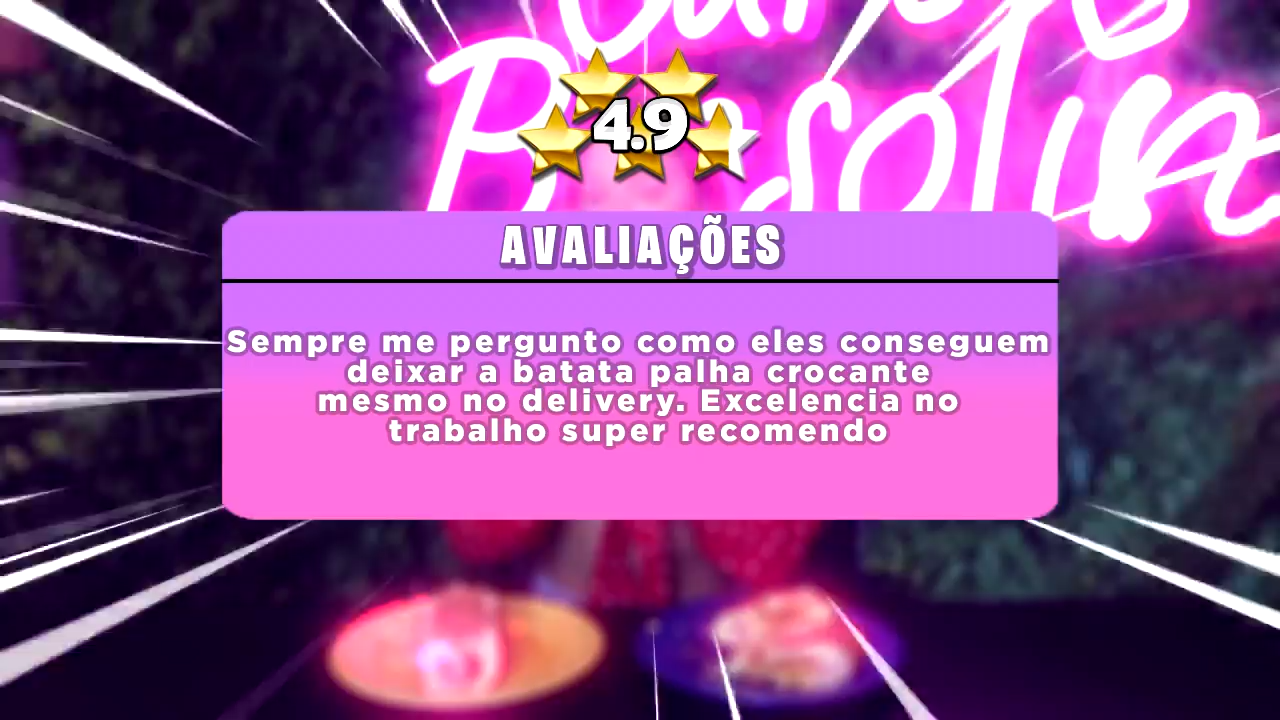 4.9
AVALIAÇÕES
Sempre me pergunto como eles conseguem
deixar a batata palha crocante
mesmo no delivery. Excelencia no
trabalho super recomendo